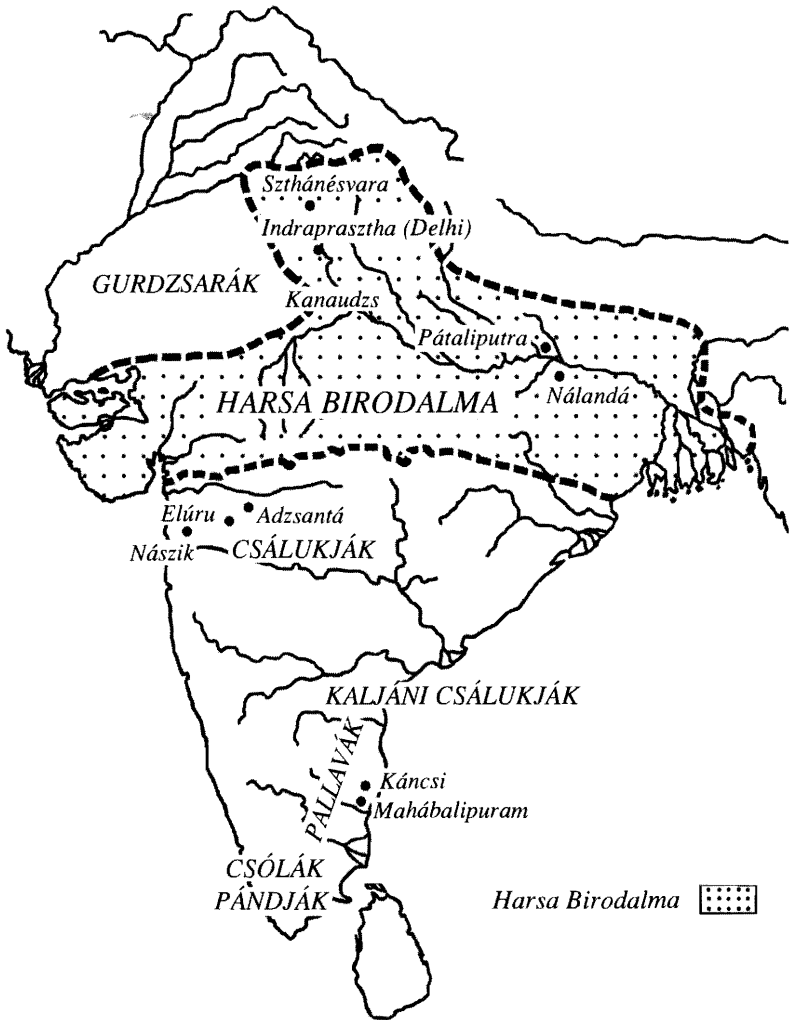 Szthánésvara
Indraprasztha (Delhi)
GURDZSARÁK
Kanaudzs
Pátaliputra
HARSA BIRODALMA
Nálandá
Elúru
Adzsantá
Nászik
CSÁLUKJÁK
KALJÁNI CSÁLUKJÁK
PALLAVÁK
Káncsi
Mahábalipuram
CSÓLÁK
PÁNDJÁK
Harsa Birodalma